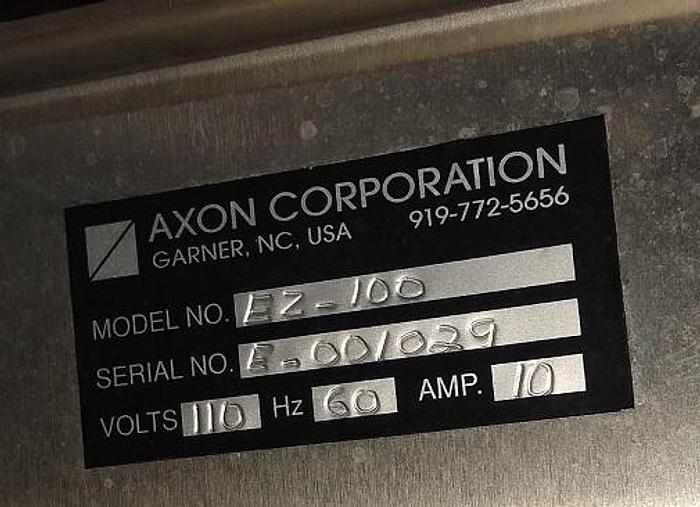 AXON CORPORATION
GARNER, NC, USA 919-772-5656
MODEL NO. EZ-100
SERIAL NO. E-001029
VOLTS 110 Hz 60 AMP. 10